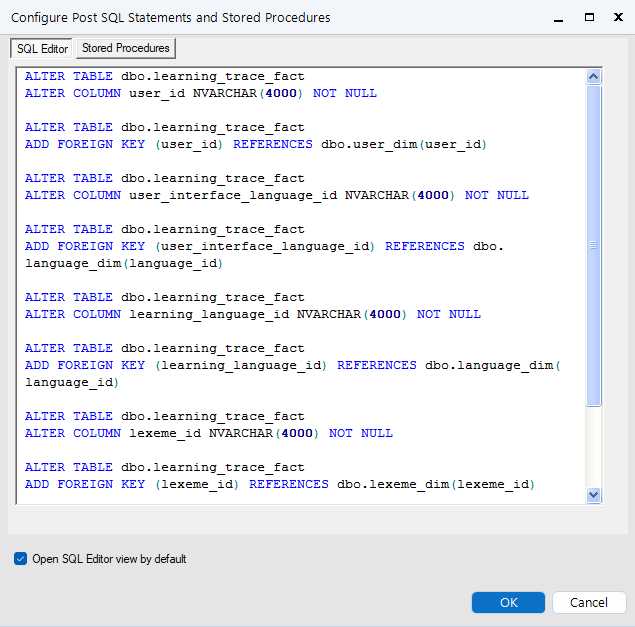 Configure Post SQL Statements and Stored Procedures
SQL Editor Stored Procedures
ALTER TABLE dbo.learning_trace_fact
ALTER COLUMN user_id NVARCHAR(4000) NOT NULL
ALTER TABLE dbo.learning_trace_fact
ADD FOREIGN KEY (user_id) REFERENCES dbo.user_dim(user_id)
ALTER TABLE dbo.learning_trace_fact
ALTER COLUMN user_interface_language_id NVARCHAR(4000) NOT NULL
ALTER TABLE dbo.learning_trace_fact
ADD FOREIGN KEY (user_interface_language_id) REFERENCES dbo.
language_dim(language_id)
ALTER TABLE dbo.learning_trace_fact
ALTER COLUMN learning_language_id NVARCHAR(4000) NOT NULL
ALTER TABLE dbo.learning_trace_fact
ADD FOREIGN KEY (learning_language_id) REFERENCES dbo.language_dim(
language_id)
ALTER TABLE dbo.learning_trace_fact
ALTER COLUMN lexeme_id NVARCHAR(4000) NOT NULL
ALTER TABLE dbo.learning_trace_fact
ADD FOREIGN KEY (lexeme_id) REFERENCES dbo.lexeme_dim(lexeme_id)
Open SQL Editor view by default
OK Cancel